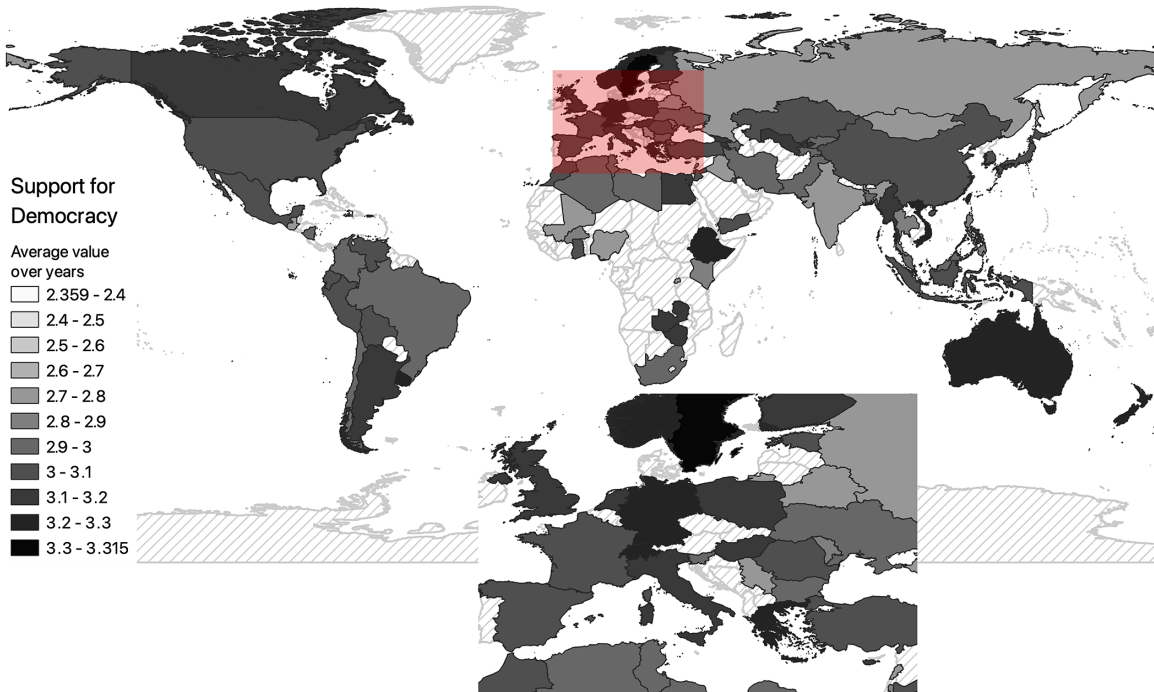 Support for
Democracy
Average value
over years
2.359 - 2.4
2.4 - 2.5
2.5 - 2.6
2.6 - 2.7
2.7 - 2.8
2.8 - 2.9
2.9 - 3
3 - 3.1
3.1 - 3.2
3.2 - 3.3
3.3 - 3.315